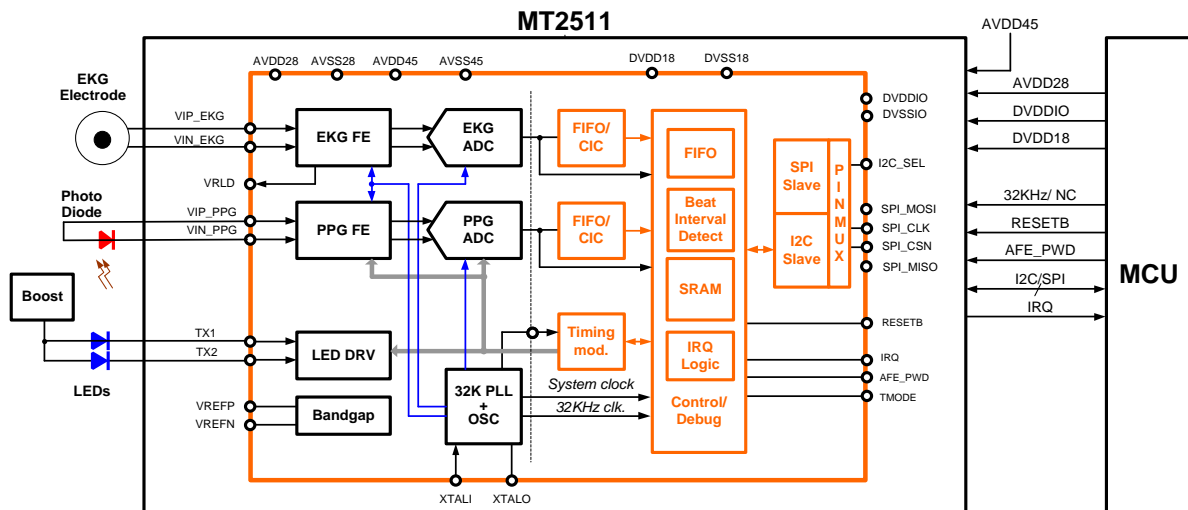 MT2511
AVDD45
AVDD28
AVSS28
AVDD45
AVSS45
DVDD18
DVSS18
EKG
Electrode
VIP_EKG
VIN_EKG
VRLD
Photo
Diode
VIP_PPG
VIN_PPG
Boost
TX1
TX2
LEDs
VREFP
VREFN
EKG FE
EKG
ADC
PPG FE
PPG
ADC
LED DRV
Bandgap
32K PLL
+
OSC
System clock
32KHz clk.
XTALI
XTALO
FIFO/
CIC
FIFO/
CIC
Timing
mod.
FIFO
Beat
Interval
Detect
SRAM
IRQ
Logic
Control/
Debug
SPI
Slave
I2C
Slave
PINMUX
DVDDIO
DVSSIO
I2C_SEL
SPI_MOSI
SPI_CLK
SPI_CSN
SPI_MISO
RESETB
IRQ
AFE_PWD
TMODE
AVDD28
DVDDIO
DVDD18
32KHz/ NC
RESETB
AFE_PWD
I2C/SPI
IRQ
MCU